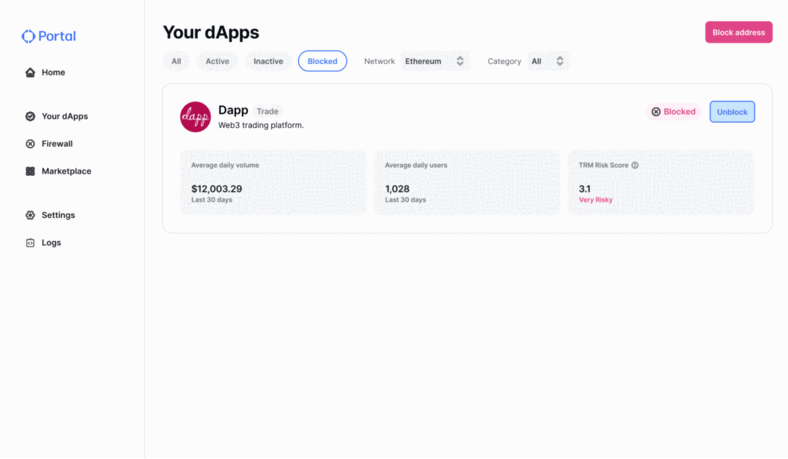 Portal
Home
Your dApps
Firewall
Marketplace
Settings
Logs
Your dApps
Block address
All Active Inactive Blocked Network Ethereum Category All
dapp
Dapp Trade
Web3 trading platform.
Blocked Unblock
Average daily volume
$12,003.29
Last 30 days
Average daily users
1,028
Last 30 days
TRM Risk Score
3.1
Very Risky